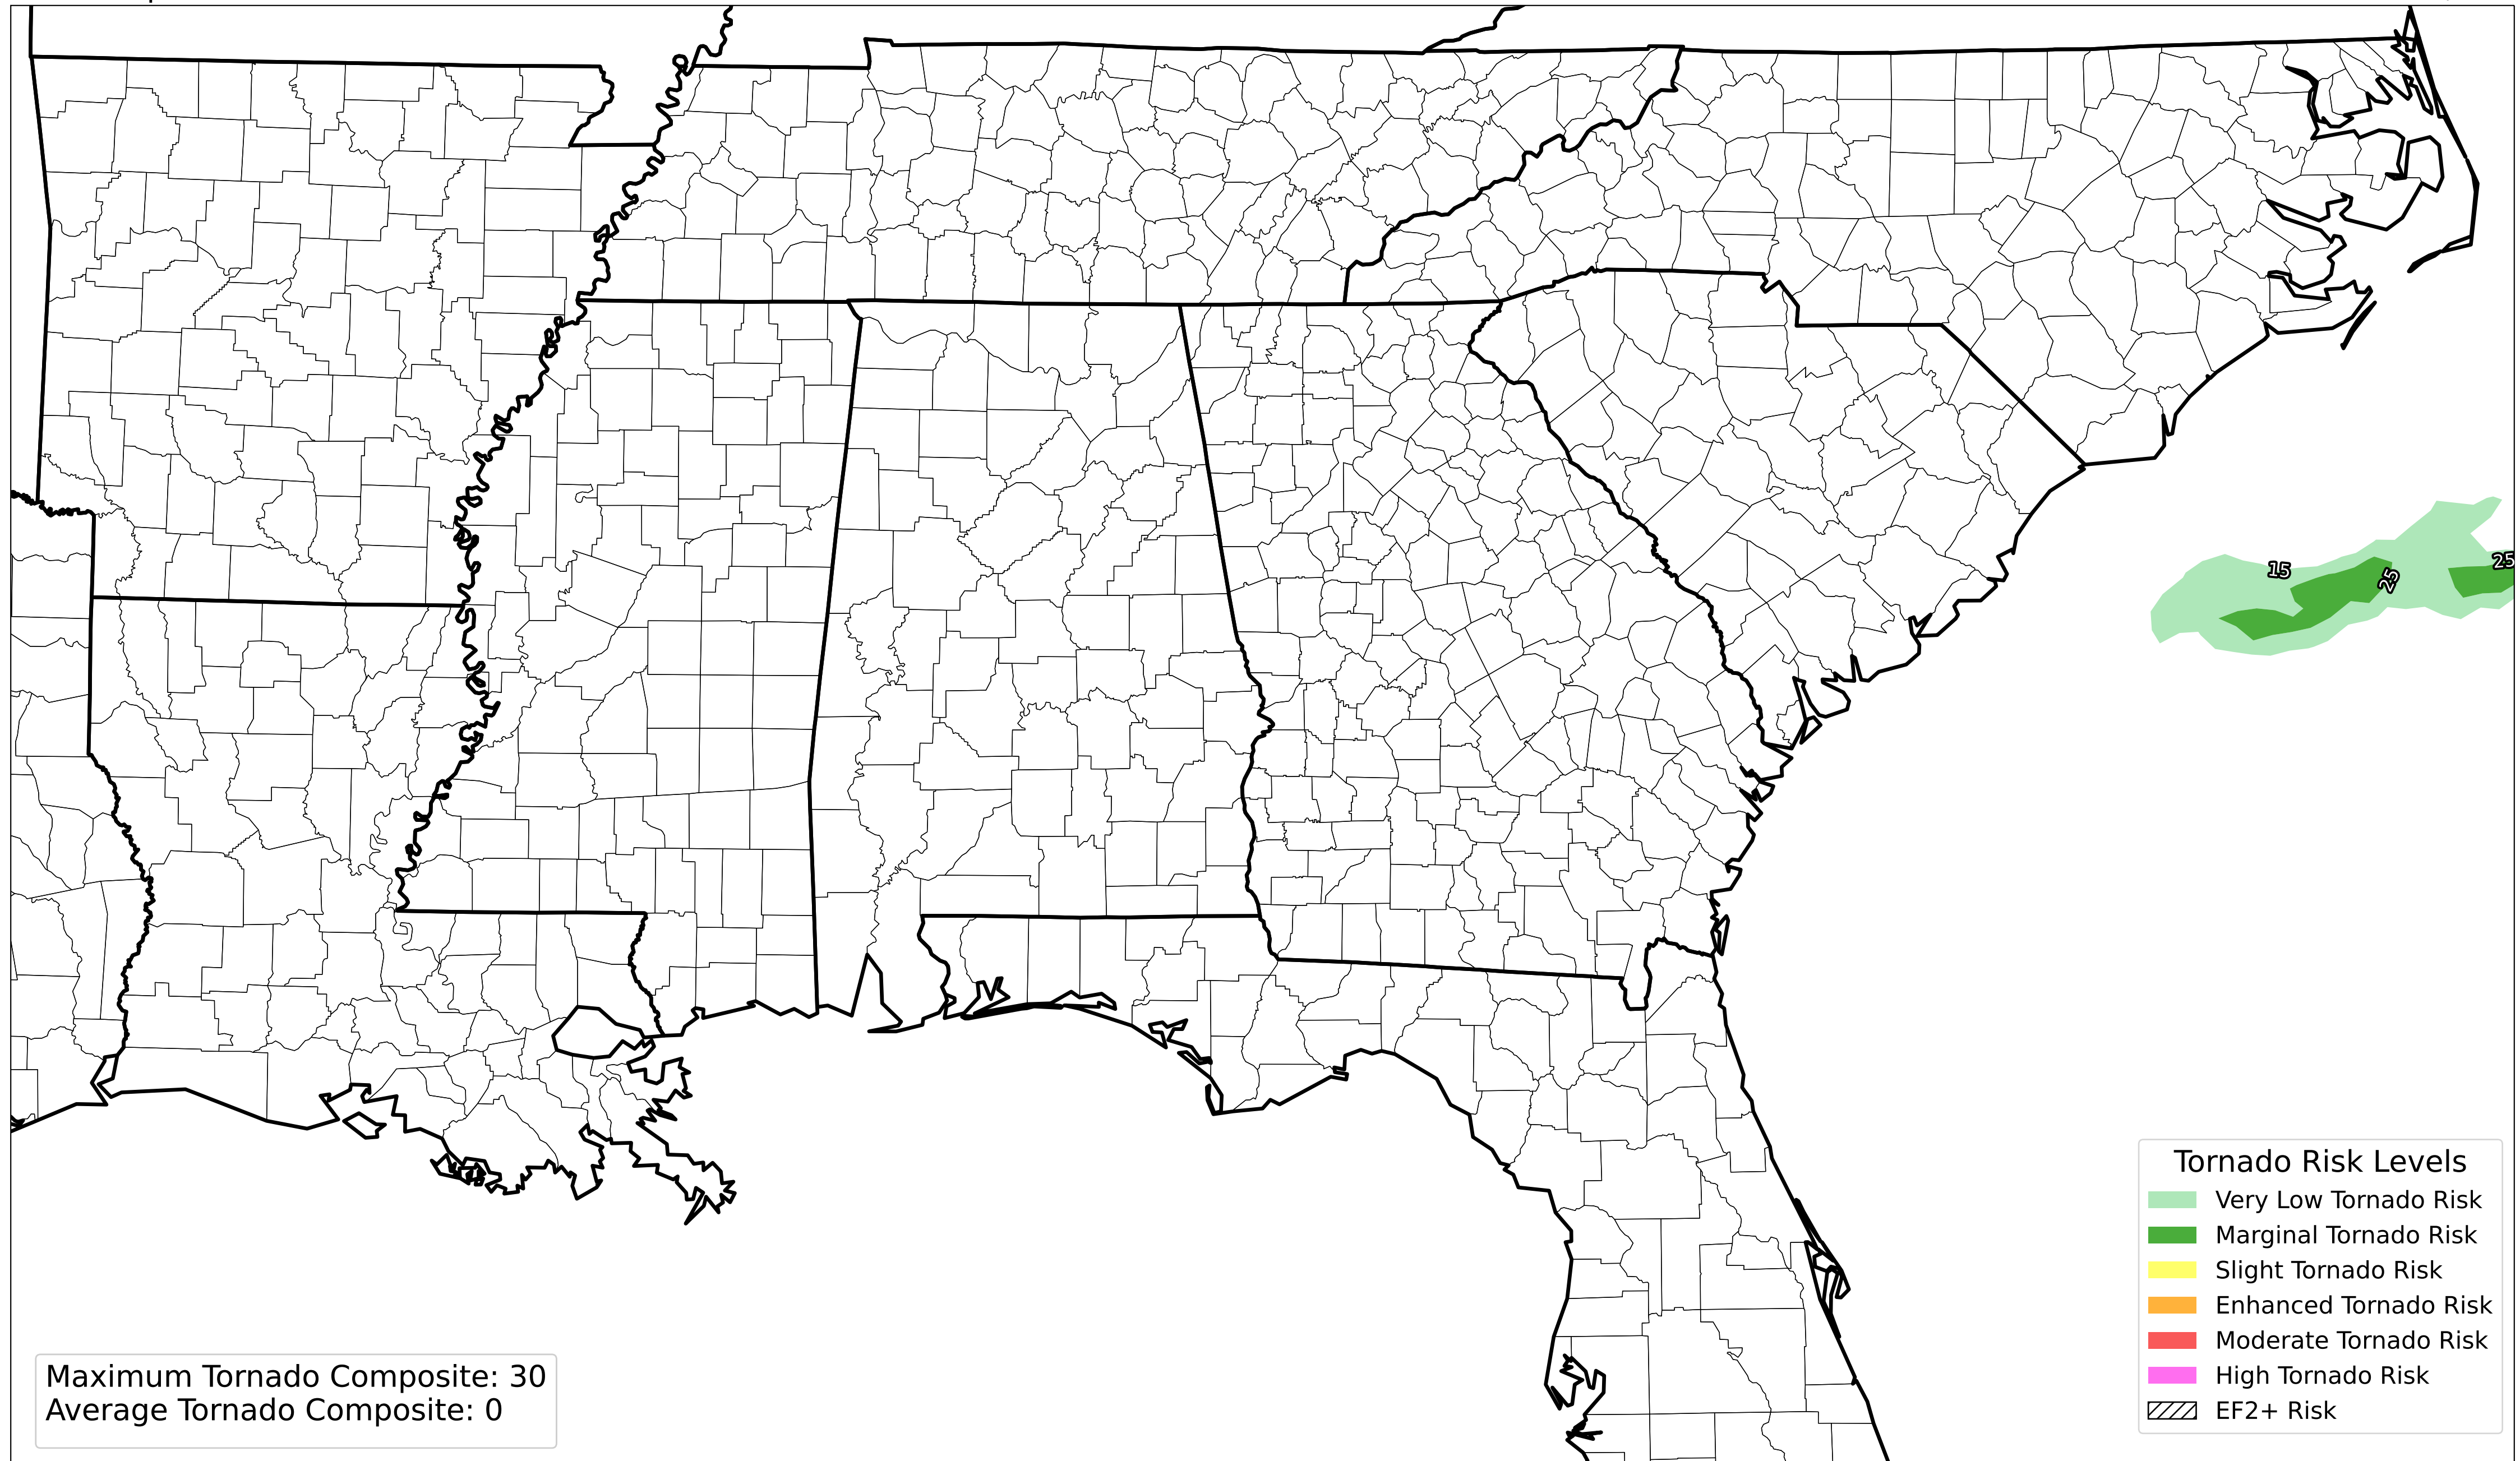 15
25
25
Tornado Risk Levels
Very Low Tornado Risk
Marginal Tornado Risk
Slight Tornado Risk
Enhanced Tornado Risk
Moderate Tornado Risk
High Tornado Risk
EF2+ Risk
Maximum Tornado Composite: 30
Average Tornado Composite: 0